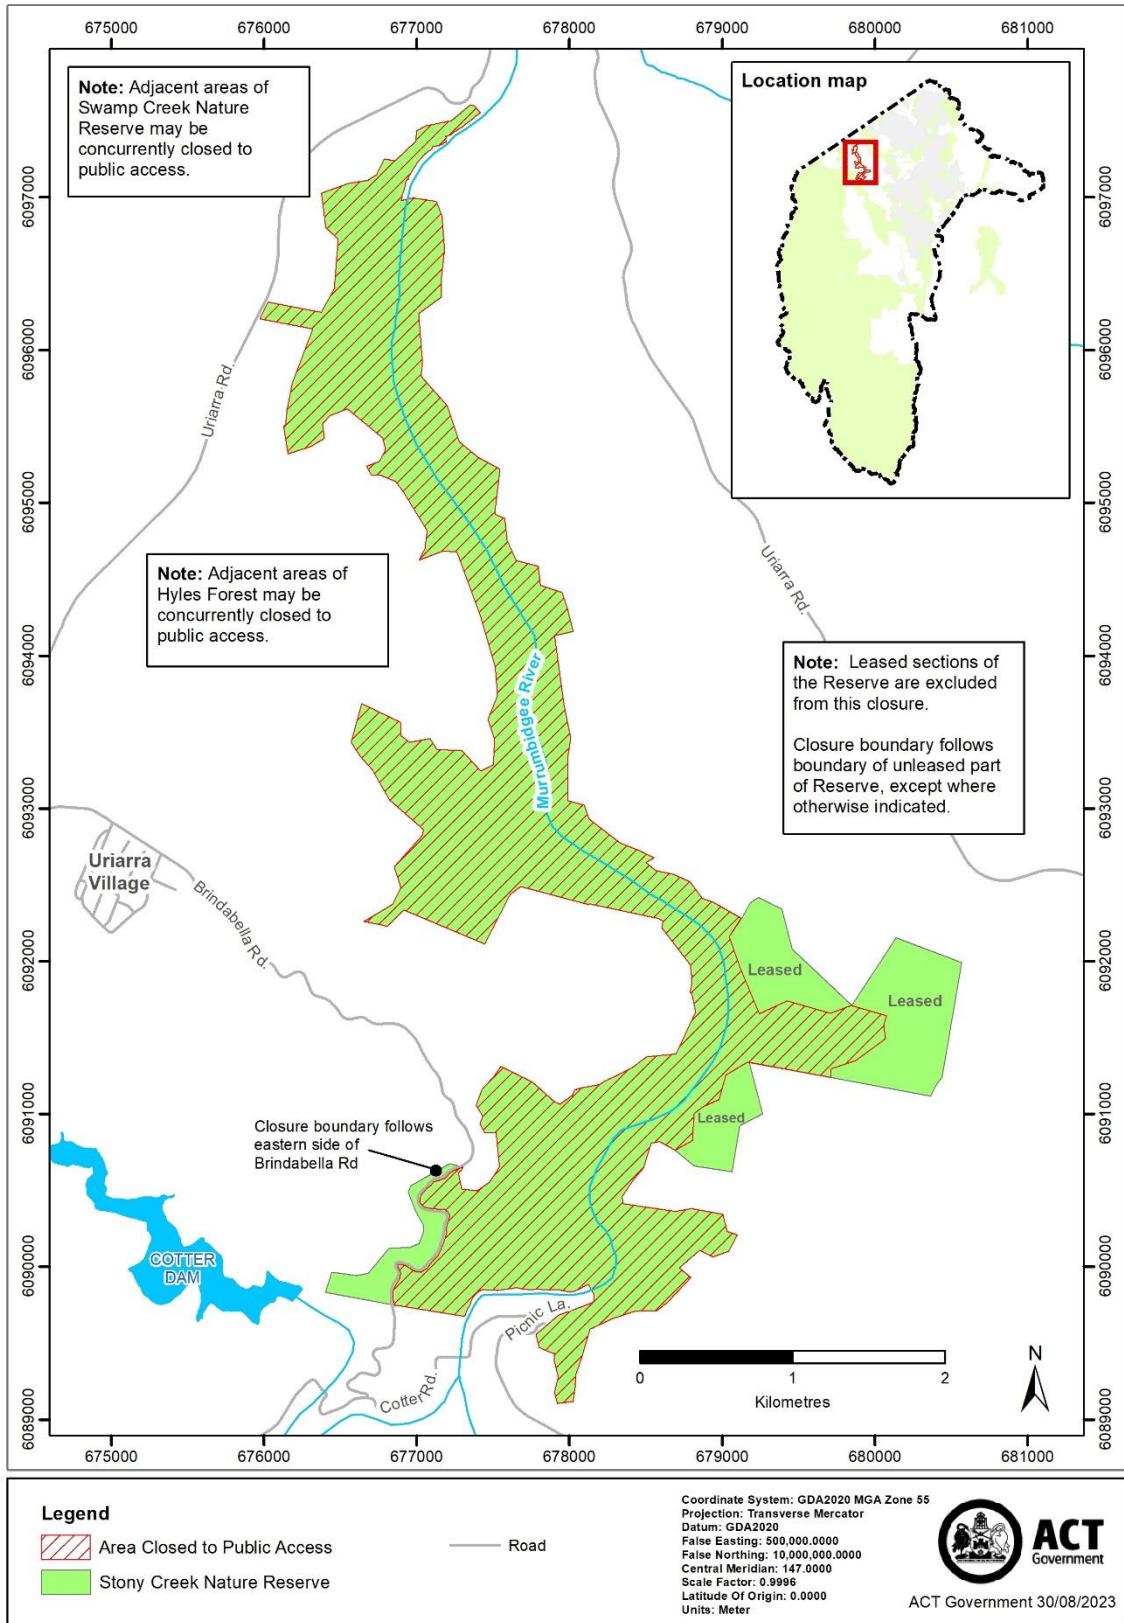 675000 676000 677000 678000 679000 680000 681000
Note: Adjacent areas of
Swamp Creek Nature
Reserve may be
concurrently closed to
public access.
Location map
6097000
6097000
6096000
6096000
Uriarra Rd.
6095000
6095000
Uriarra Rd.
Note: Adjacent areas of
Hyles Forest may be
concurrently closed to
public access.
6094000
6094000
Murrumbidgee River
Note: Leased sections of
the Reserve are excluded
from this closure.
Closure boundary follows
boundary of unleased part
of Reserve, except where
otherwise indicated.
6093000
6093000
Uriarra
Village
Brindabella Rd.
6092000
6092000
Leased
Leased
6091000
6091000
Leased
Closure boundary follows
eastern side of
Brindabella Rd
6090000
6090000
COTTER
DAM
Picnic La.
Cotter Rd.
0 1 2
Kilometres
N
6089000
6089000
675000 676000 677000 678000 679000 680000 681000
Legend
Area Closed to Public Access
Stony Creek Nature Reserve
Road
Coordinate System: GDA2020 MGA Zone 55
Projection: Transverse Mercator
Datum: GDA2020
False Easting: 500,000.0000
False Northing: 10,000,000.0000
Central Meridian: 147.0000
Scale Factor: 0.9996
Latitude Of Origin: 0.0000
Units: Meter
ACT
Government
ACT Government 30/08/2023